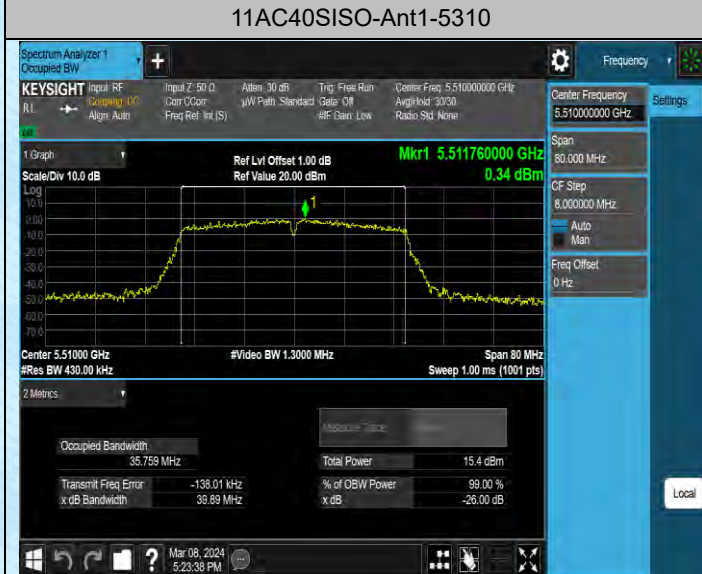 11AC40SISO-Ant1-5310
Spectrum Analyzer 1
Occupied BW
Frequency
KEYSIGHT Input: RF Input Z: 50 Ω Atten: 30 dB Trig: Free Run Center Freq: 5.510000000 GHz
Coupling: DC Corr CCorr µW Path: Standard Gate: Off Avg|Hold: 30/30
Align: Auto Freq Ref: Int (S) #IF Gain: Low Radio Std: None
Center Frequency
5.510000000 GHz
Settings
Span
80.000 MHz
CF Step
8.000000 MHz
Auto
Man
Freq Offset
0 Hz
1 Graph
Ref Lvl Offset 1.00 dB
Mkr1 5.511760000 GHz
Scale/Div 10.0 dB
Ref Value 20.00 dBm
0.34 dBm
Log
10.0
0.00
-10.0
-20.0
-30.0
-40.0
-50.0
-60.0
-70.0
1
Center 5.51000 GHz
#Video BW 1.3000 MHz
Span 80 MHz
#Res BW 430.00 kHz
Sweep 1.00 ms (1001 pts)
2 Metrics
Measure Trace
Occupied Bandwidth
35.759 MHz
Total Power 15.4 dBm
Transmit Freq Error -138.01 kHz
% of OBW Power 99.00 %
x dB Bandwidth 39.89 MHz
x dB -26.00 dB
Local
Mar 08, 2024
5:23:38 PM